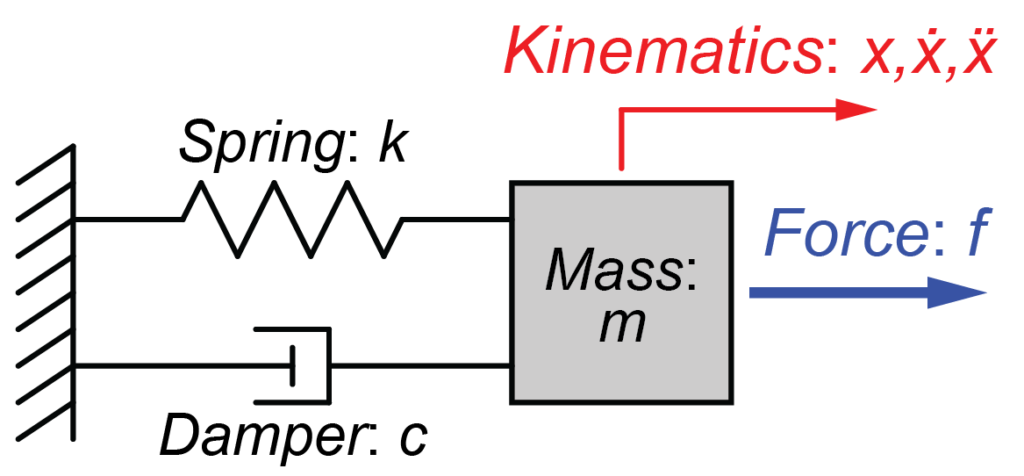 Kinematics: x,ẋ,ẍ
Spring: k
Force: f
Mass:
m
Damper: c